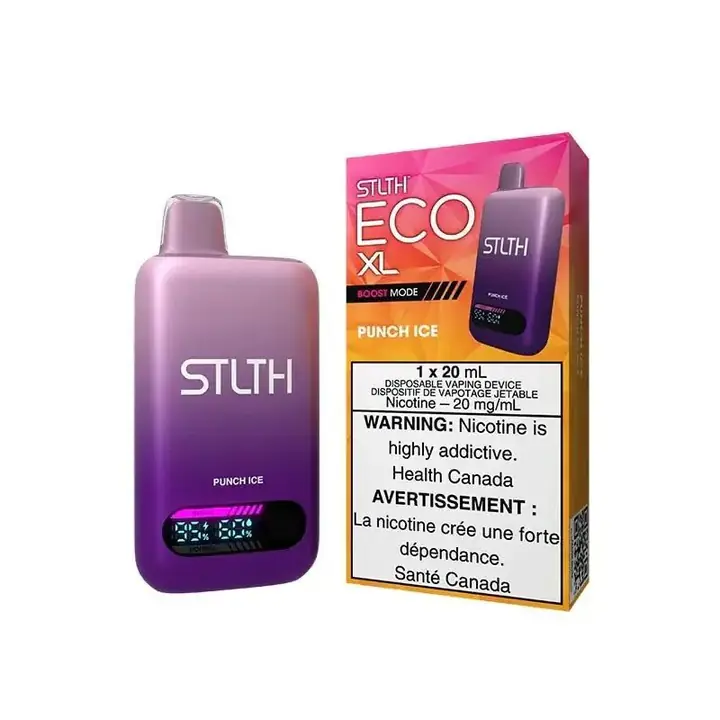 STLTH
PUNCH ICE
STLTH
ECO
XL
BOOST MODE
PUNCH ICE
STLTH
PUNCH ICE
1 x 20 mL
DISPOSABLE VAPING DEVICE
DISPOSITIF DE VAPOTAGE JETABLE
Nicotine – 20 mg/mL
WARNING: Nicotine is
highly addictive.
Health Canada
AVERTISSEMENT :
La nicotine crée une forte
dépendance.
Santé Canada